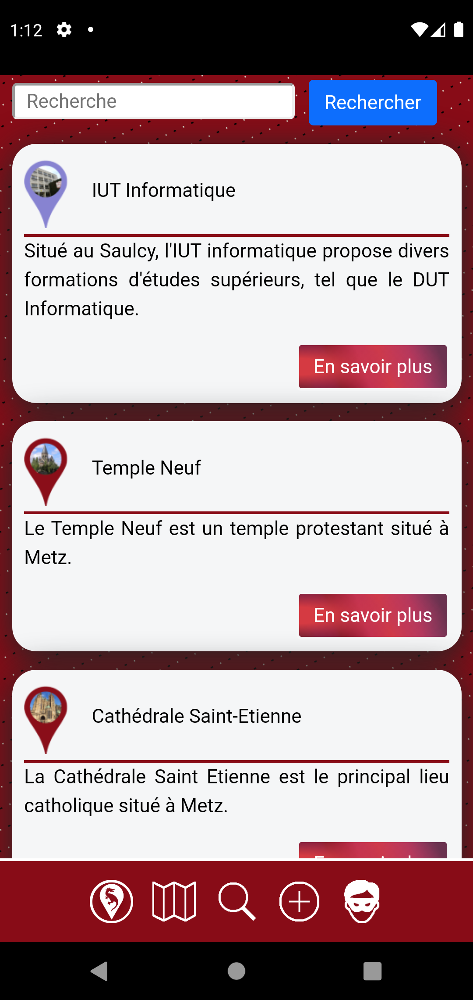 1:12
Recherche
Rechercher
IUT Informatique
Situé au Saulcy, l'IUT informatique propose divers
formations d'études supérieurs, tel que le DUT
Informatique.
En savoir plus
Temple Neuf
Le Temple Neuf est un temple protestant situé à
Metz.
En savoir plus
Cathédrale Saint-Etienne
La Cathédrale Saint Etienne est le principal lieu
catholique situé à Metz.